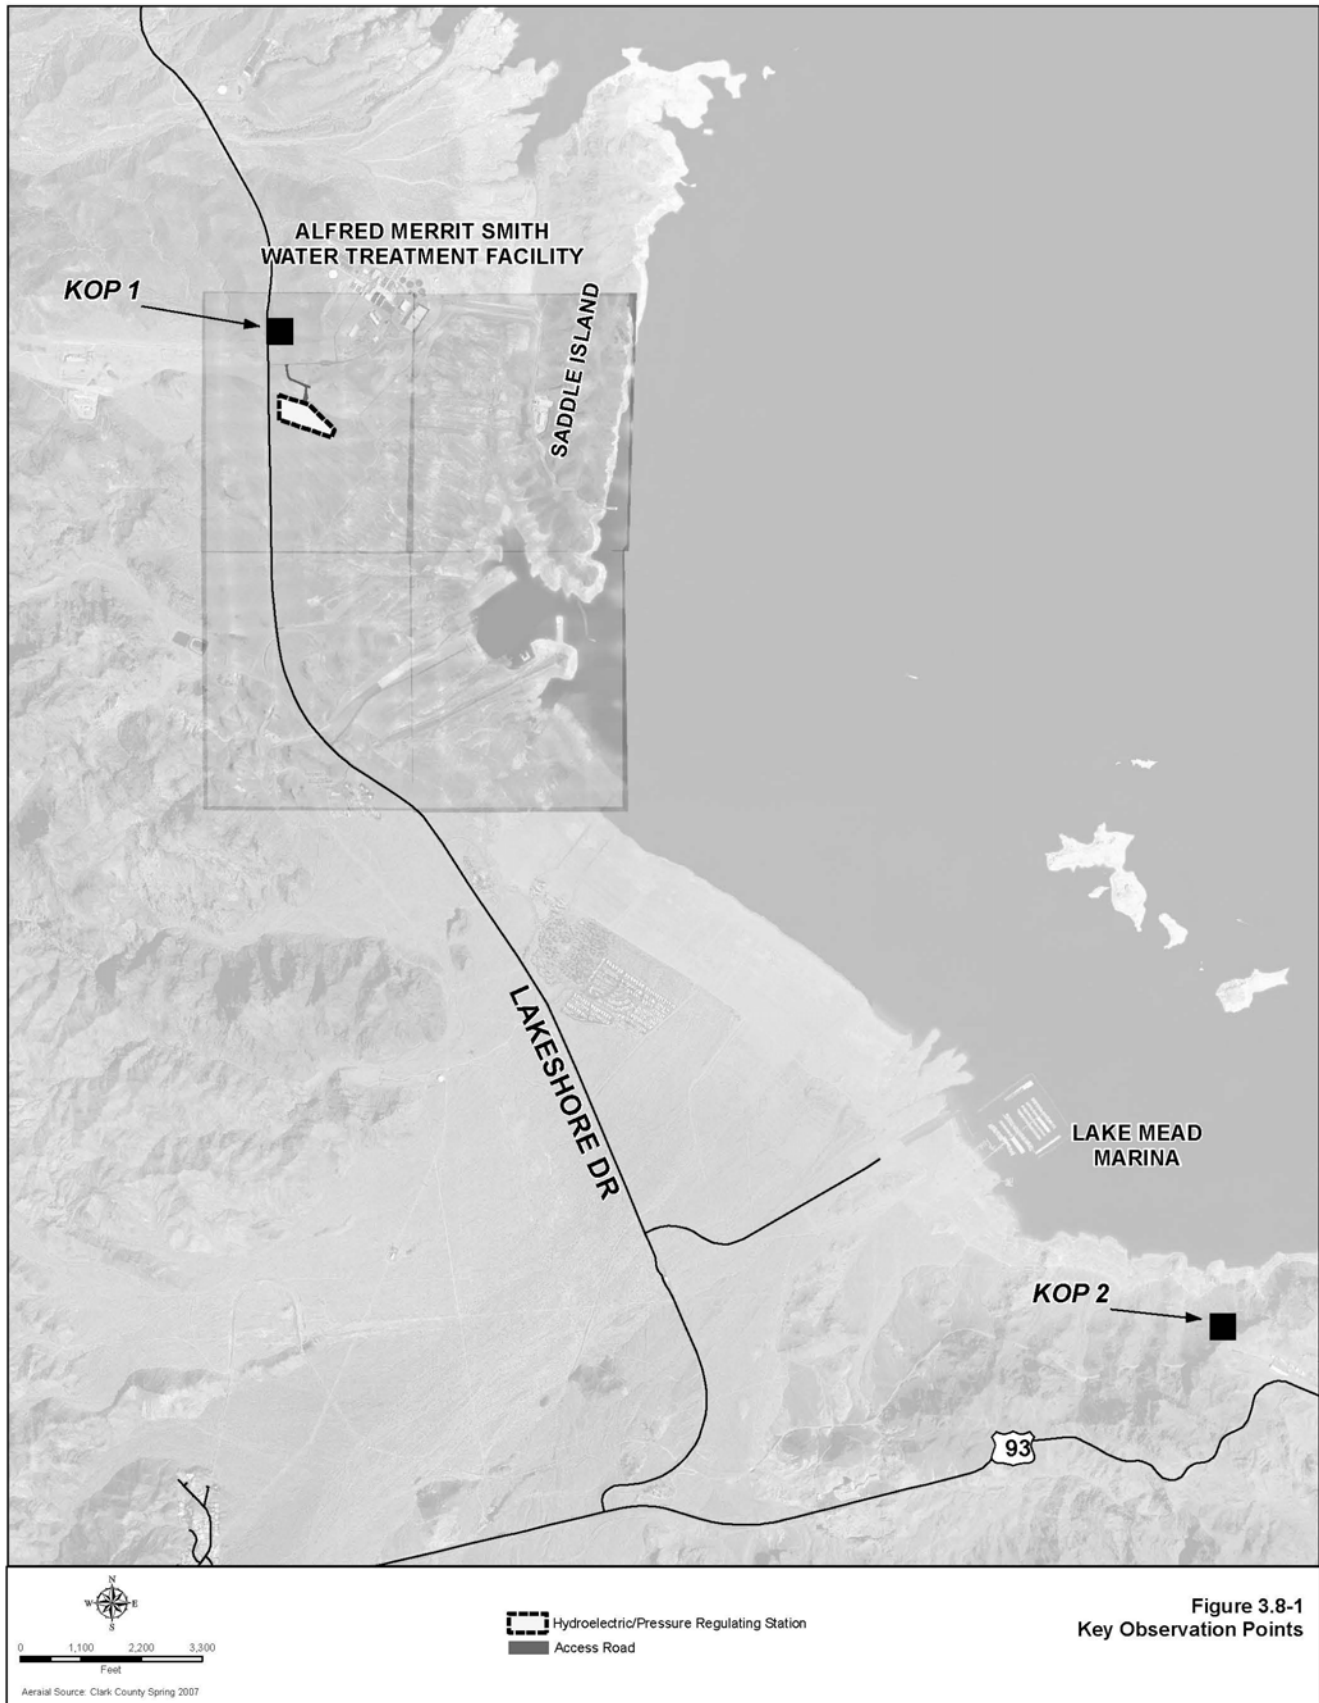 ALFRED MERRIT SMITH
WATER TREATMENT FACILITY
KOP 1
SADDLE ISLAND
LAKESHORE DR
LAKE MEAD
MARINA
KOP 2
93
N
W E
S
0 1,100 2,200 3,300
Feet
Aeraial Source: Clark County Spring 2007
Hydroelectric/Pressure Regulating Station
Access Road
Figure 3.8-1
Key Observation Points